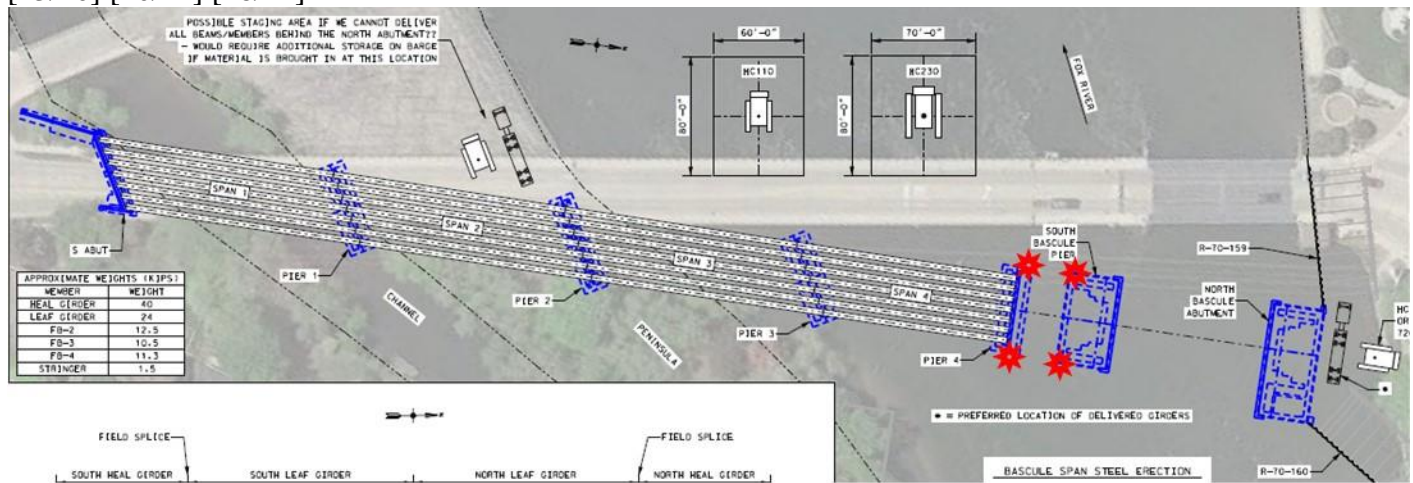 POSSIBLE STAGING AREA IF WE CANNOT DELIVER
ALL BEAMS/MEMBERS BEHIND THE NORTH ABUTMENT??
- WOULD REQUIRE ADDITIONAL STORAGE ON BARGE
IF MATERIAL IS BROUGHT IN AT THIS LOCATION
60'-0"
70'-0"
HC110
HC230
80'-0"
80'-0"
FOX RIVER
SPAN 1
SPAN 2
SPAN 3
SPAN 4
S ABUT
PIER 1
PIER 2
PIER 3
PIER 4
CHANNEL
PENINSULA
SOUTH
BASCULE
PIER
R-70-159
NORTH
BASCULE
ABUTMENT
HC
OR
APPROXIMATE WEIGHTS (KIPS)
MEMBER WEIGHT
HEAL GIRDER 40
LEAF GIRDER 24
FB-2 12.5
FB-3 10.5
FB-4 11.3
STRINGER 1.5
* = PREFERRED LOCATION OF DELIVERED GIRDERS
FIELD SPLICE
FIELD SPLICE
SOUTH HEAL GIRDER SOUTH LEAF GIRDER NORTH LEAF GIRDER NORTH HEAL GIRDER
BASCULE SPAN STEEL ERECTION
R-70-160